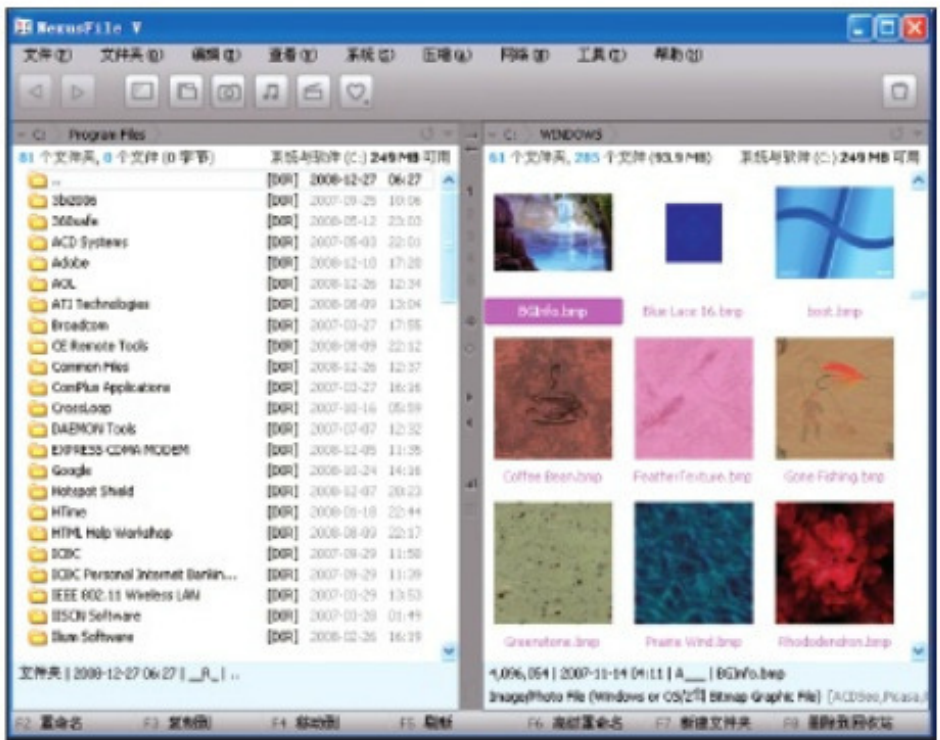 NexusFile V
文件(F) 文件夹(D) 编辑(E) 查看(V) 系统(S) 压缩(A) 网络(N) 工具(T) 帮助(H)
C: Program Files
C: WINDOWS
81 个文件夹, 0 个文件 (0 字节) 系统与软件 (C:) 249 MB 可用
61 个文件夹, 285 个文件 (93.9 MB) 系统与软件 (C:) 249 MB 可用
.. [DIR] 2008-12-27 06:27
[DIR] 2007-09-25 10:06
360safe [DIR] 2008-05-12 23:03
ACD Systems [DIR] 2007-05-03 22:01
Adobe [DIR] 2008-12-10 17:20
AOL [DIR] 2008-12-26 12:34
ATI Technologies [DIR] 2008-08-09 13:04
Broadcom [DIR] 2007-03-27 17:55
CE Remote Tools [DIR] 2008-08-09 22:12
Common Files [DIR] 2008-12-26 12:37
ComPlus Applications [DIR] 2007-03-27 16:16
CrossLoop [DIR] 2007-10-16 05:59
DAEMON Tools [DIR] 2007-07-07 12:32
EXPRESS CDMA MODEM [DIR] 2008-12-05 11:35
Google [DIR] 2008-10-24 14:16
Hotspot Shield [DIR] 2008-12-07 20:23
HTime [DIR] 2008-01-18 22:44
HTML Help Workshop [DIR] 2008-08-09 22:17
ICBC [DIR] 2007-09-29 11:50
ICBC Personal Internet Bankin... [DIR] 2007-09-29 11:39
IEEE 802.11 Wireless LAN [DIR] 2007-03-29 13:53
IISCN Software [DIR] 2007-03-28 01:49
Illum Software [DIR] 2008-02-26 16:19
BGInfo.bmp Blue Lace 16.bmp boot.bmp
Coffee Bean.bmp FeatherTexture.bmp Gone Fishing.bmp
Greenstone.bmp Prairie Wind.bmp Rhododendron.bmp
文件夹 | 2008-12-27 06:27 | _R_ | ..
4,096,054 | 2007-11-14 04:11 | A___ | BGInfo.bmp
Image/Photo File (Windows or OS/2 Bitmap Graphic File) [ACDSee,Picasa,
F2 重命名 F3 复制到 F4 移动到 F5 刷新 F6 高级重命名 F7 新建文件夹 F8 删除到回收站